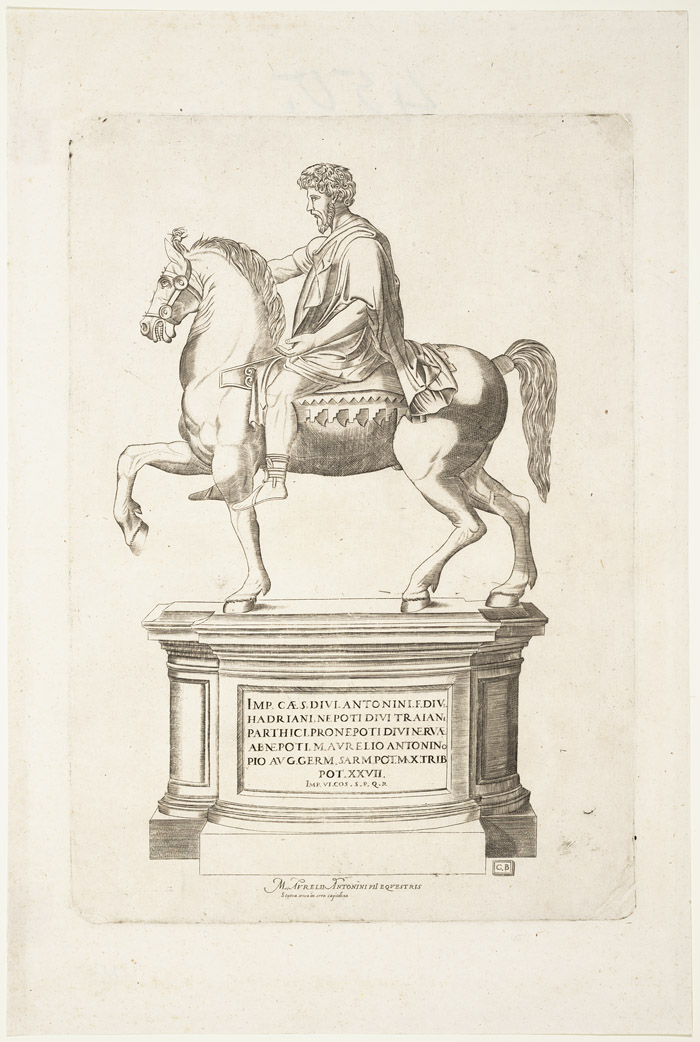 IMP. CÆS. DIVI. ANTONINI. F. DIVI
HADRIANI. NEPOTI DIVI TRAIANI
PARTHICI. PRONEPOTI DIVI NERVÆ
ABNEPOTI. M. AVRELIO ANTONINO
PIO AVG. GERM. SARM. POT. MAX. TRIB
POT. XXVII.
IMP. VI. COS. S. P. Q. R
G.B
M. AVRELII. ANTONINI PII EQVESTRIS